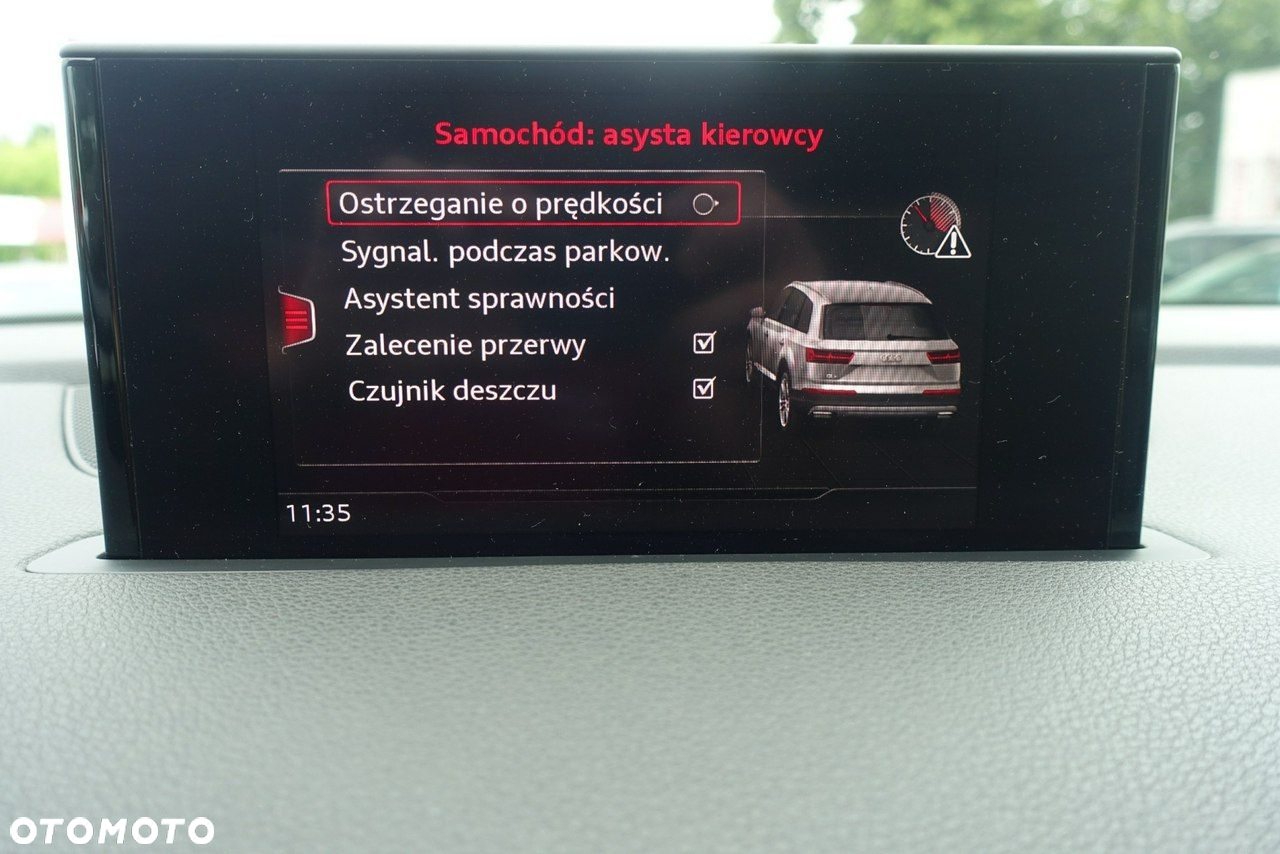 Samochód: asysta kierowcy
Ostrzeganie o prędkości
Sygnal. podczas parkow.
Asystent sprawności
Zalecenie przerwy
Czujnik deszczu
11:35
OTOMOTO